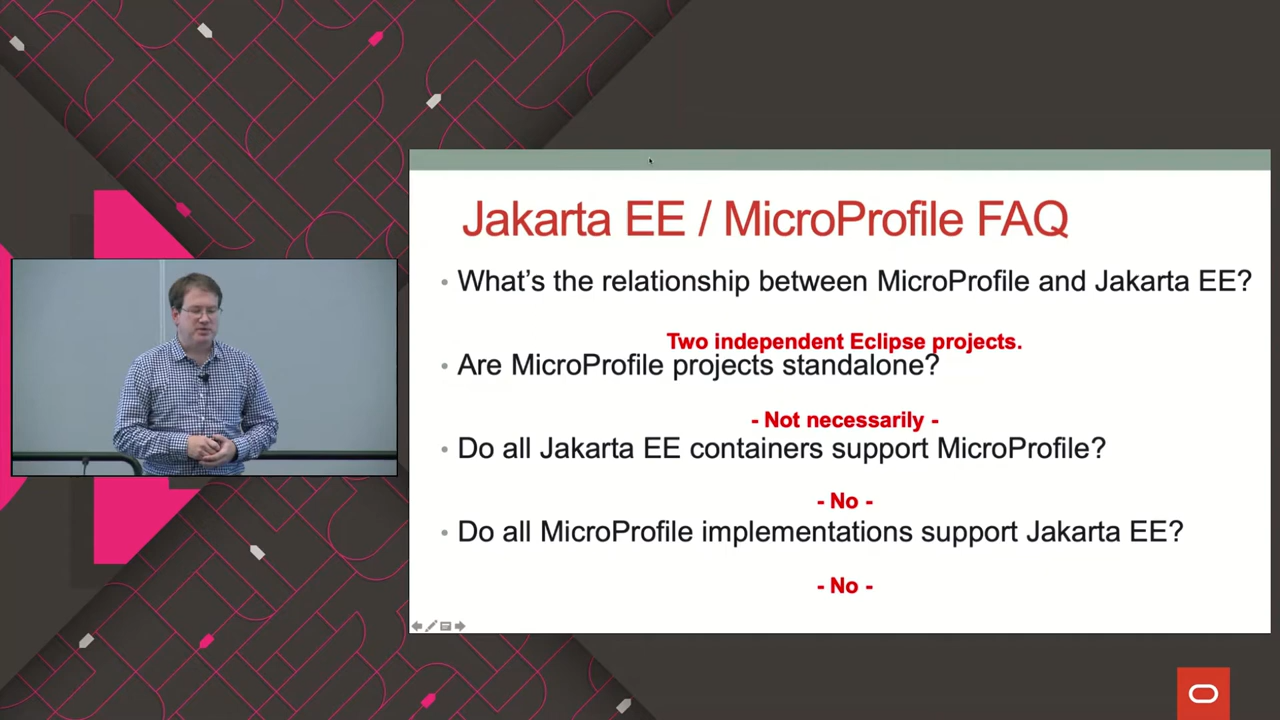 Jakarta EE / MicroProfile FAQ
• What's the relationship between MicroProfile and Jakarta EE?
Two independent Eclipse projects.
• Are MicroProfile projects standalone?
- Not necessarily -
• Do all Jakarta EE containers support MicroProfile?
- No -
• Do all MicroProfile implementations support Jakarta EE?
- No -